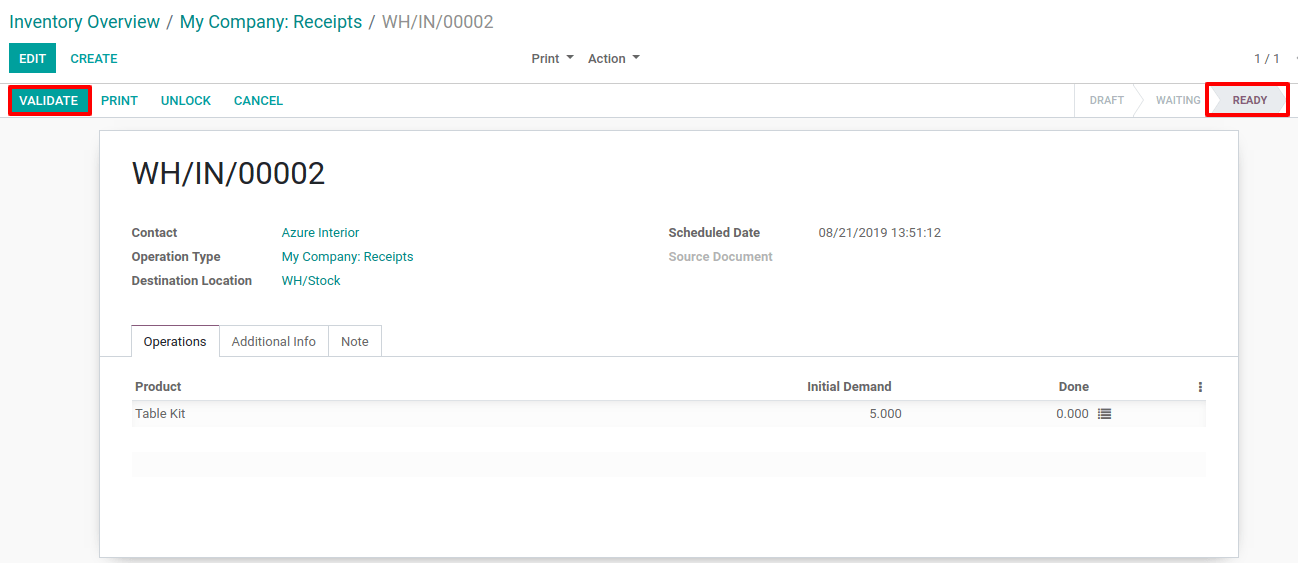 Inventory Overview / My Company: Receipts / WH/IN/00002
EDIT CREATE Print Action 1 / 1
VALIDATE PRINT UNLOCK CANCEL DRAFT WAITING READY
WH/IN/00002
Contact Azure Interior Scheduled Date 08/21/2019 13:51:12
Operation Type My Company: Receipts Source Document
Destination Location WH/Stock
Operations Additional Info Note
Product Initial Demand Done
Table Kit 5.000 0.000